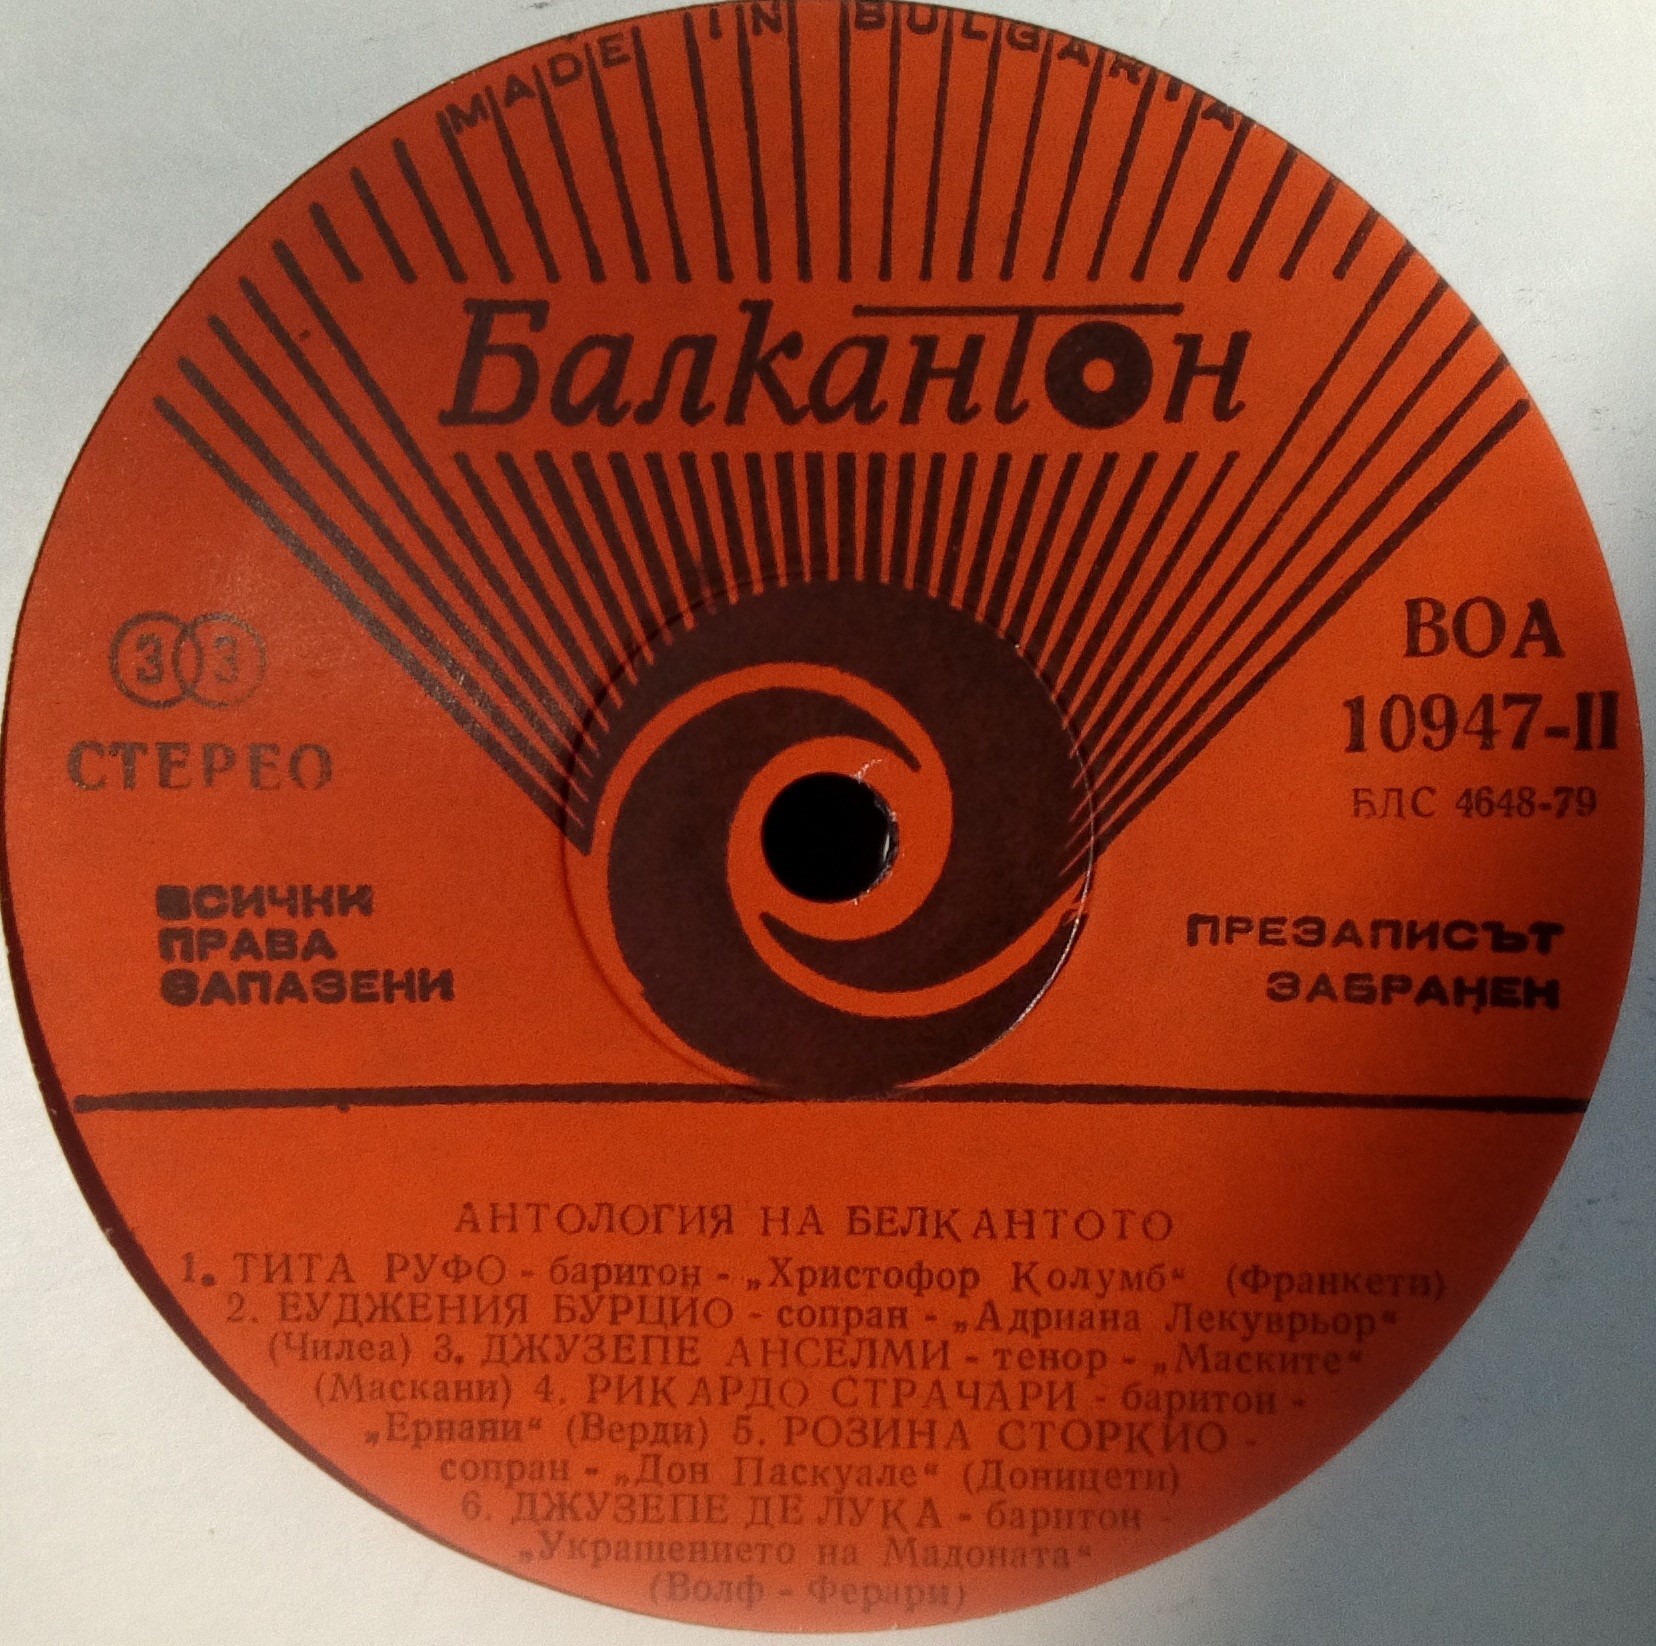 MADE IN BULGARIA
Балкантон
33
СТЕРЕО
ВОА
10947-II
БЛС 4648-79
ВСИЧКИ
ПРАВА
ЗАПАЗЕНИ
ПРЕЗАПИСЪТ
ЗАБРАНЕН
АНТОЛОГИЯ НА БЕЛКАНТОТО
1. ТИТА РУФО - баритон - „Христофор Колумб“ (Франкети)
2. ЕУДЖЕНИЯ БУРЦИО - сопран - „Адриана Лекуврьор“
(Чилеа) 3. ДЖУЗЕПЕ АНСЕЛМИ - тенор - „Маските“
(Маскани) 4. РИКАРДО СТРАЧАРИ - баритон -
„Ернани“ (Верди) 5. РОЗИНА СТОРКИО -
сопран - „Дон Паскуале“ (Доницети)
6. ДЖУЗЕПЕ ДЕ ЛУКА - баритон -
„Украшението на Мадоната“
(Волф - Ферари)